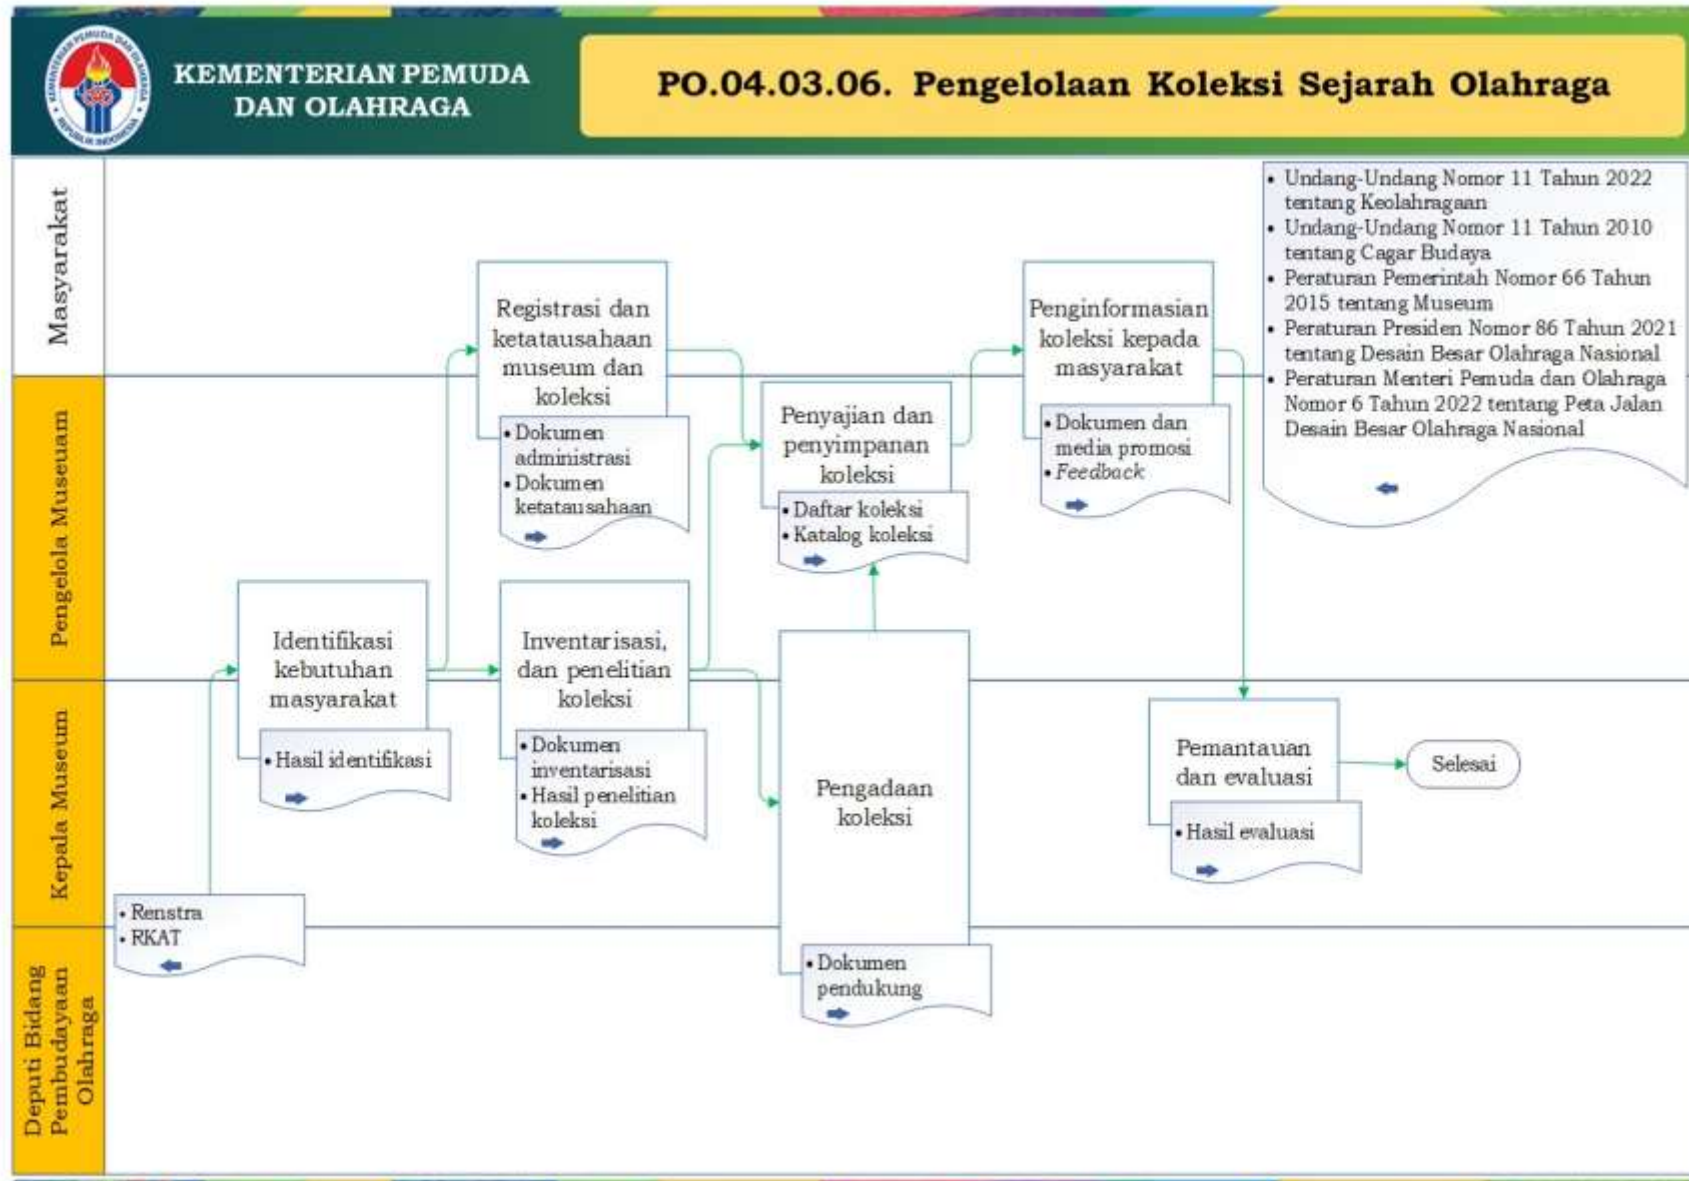 KEMENTERIAN PEMUDA DAN OLAHRAGA
REPUBLIK INDONESIA
KEMENTERIAN PEMUDA
DAN OLAHRAGA
PO.04.03.06. Pengelolaan Koleksi Sejarah Olahraga
Masyarakat
• Undang-Undang Nomor 11 Tahun 2022
tentang Keolahragaan
• Undang-Undang Nomor 11 Tahun 2010
tentang Cagar Budaya
• Peraturan Pemerintah Nomor 66 Tahun
2015 tentang Museum
• Peraturan Presiden Nomor 86 Tahun 2021
tentang Desain Besar Olahraga Nasional
• Peraturan Menteri Pemuda dan Olahraga
Nomor 6 Tahun 2022 tentang Peta Jalan
Desain Besar Olahraga Nasional
Registrasi dan
ketatausahaan
museum dan
koleksi
• Dokumen
administrasi
• Dokumen
ketatausahaan
Penyajian dan
penyimpanan
koleksi
• Daftar koleksi
• Katalog koleksi
Penginformasian
koleksi kepada
masyarakat
• Dokumen dan
media promosi
• Feedback
Pengelola Museuam
Identifikasi
kebutuhan
masyarakat
• Hasil identifikasi
Inventarisasi,
dan penelitian
koleksi
• Dokumen
inventarisasi
• Hasil penelitian
koleksi
Pengadaan
koleksi
• Dokumen
pendukung
Pemantauan
dan evaluasi
• Hasil evaluasi
Selesai
Kepala Museum
• Renstra
• RKAT
Deputi Bidang
Pembudayaan
Olahraga